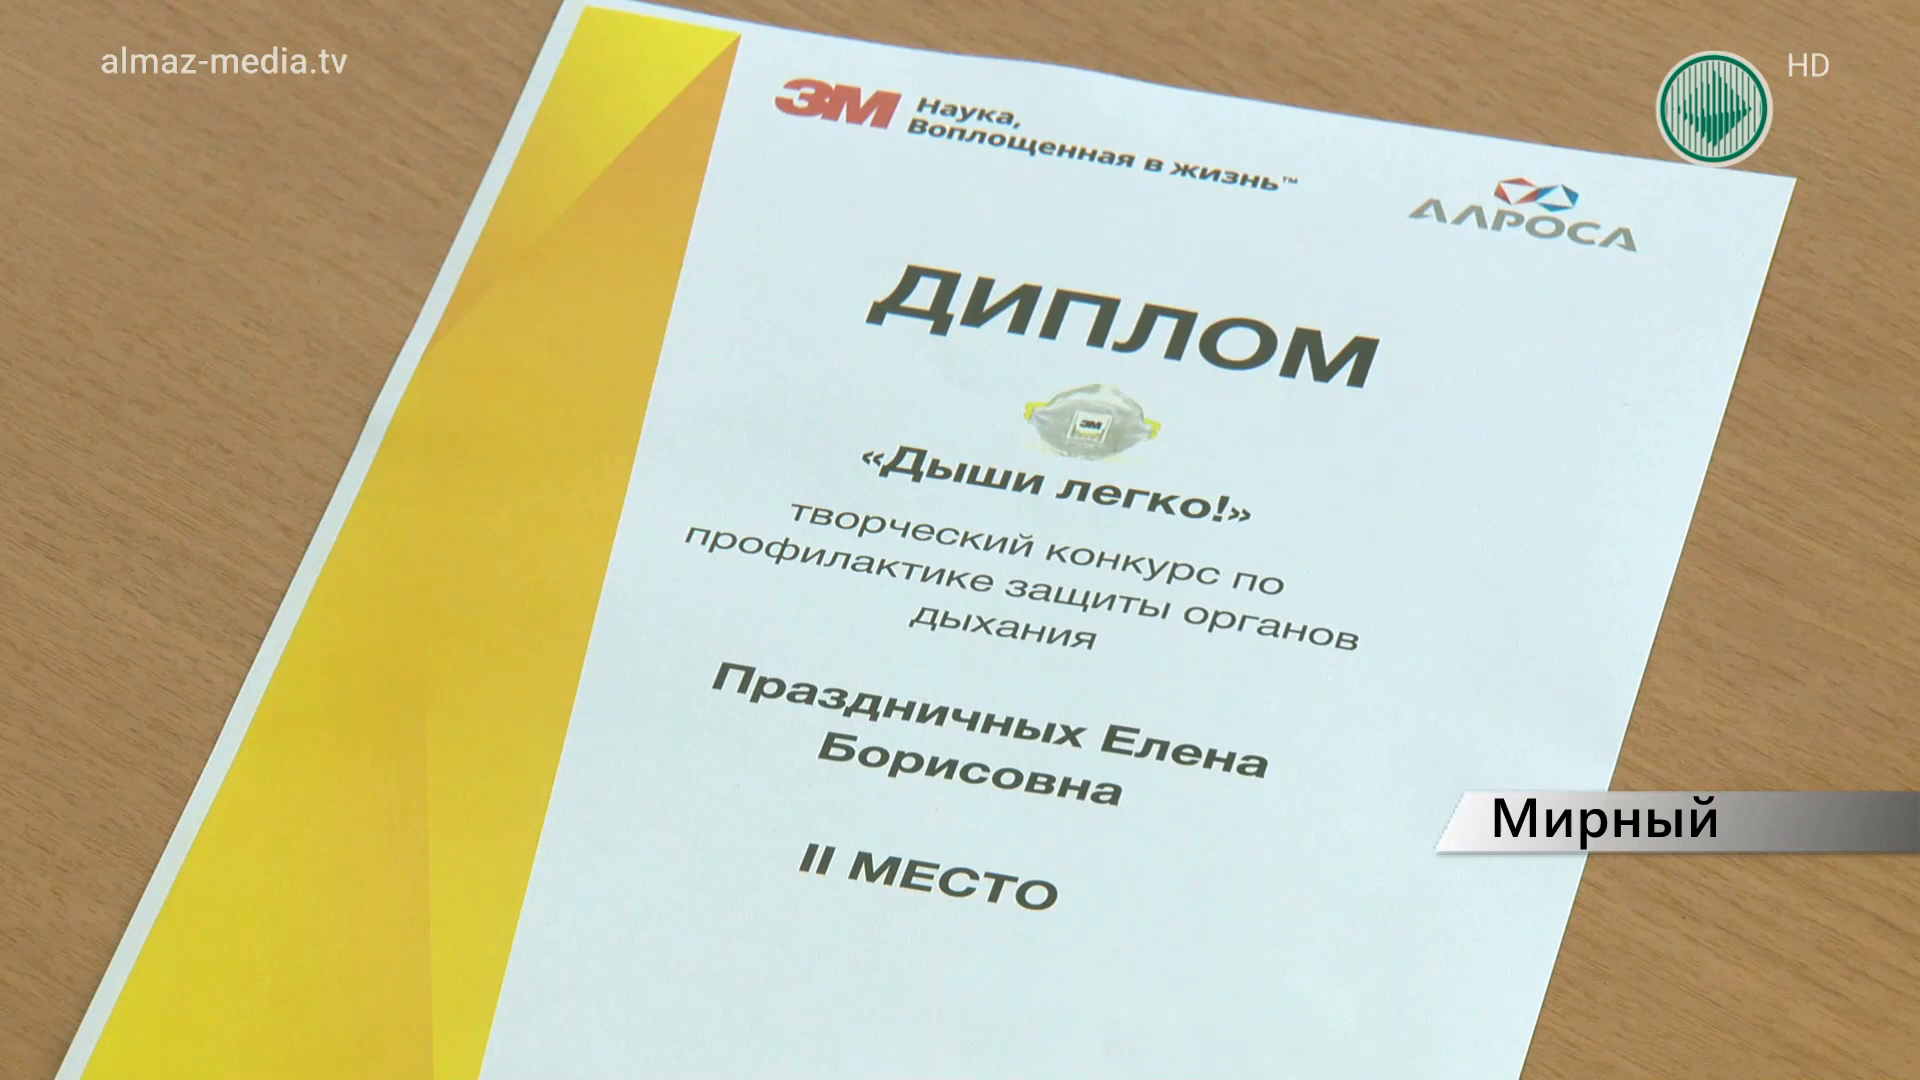 almaz-media.tv
HD
3M Наука,
Воплощенная в жизнь™
АЛРОСА
ДИПЛОМ
3M
«Дыши легко!»
творческий конкурс по
профилактике защиты органов
дыхания
Праздничных Елена
Борисовна
II МЕСТО
Мирный